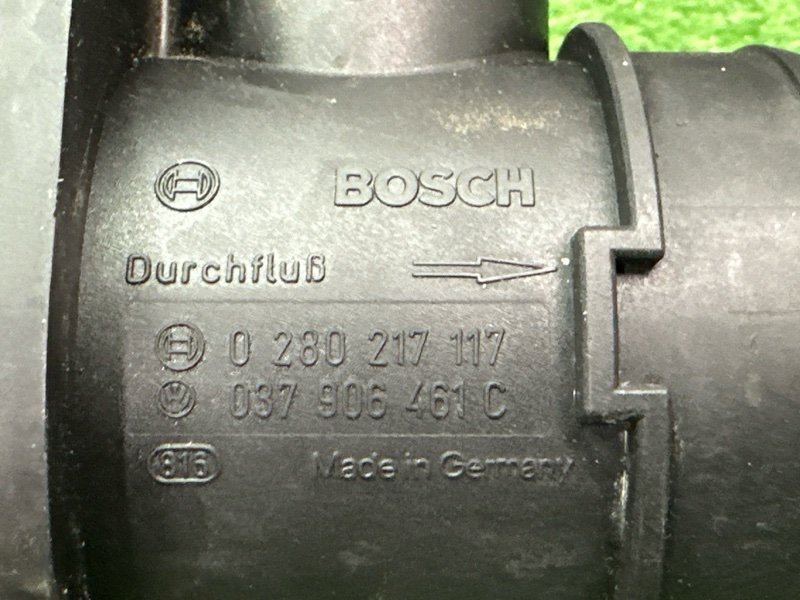 BOSCH
Durchfluß
0 280 217 117
037 906 461 C
816
Made in Germany